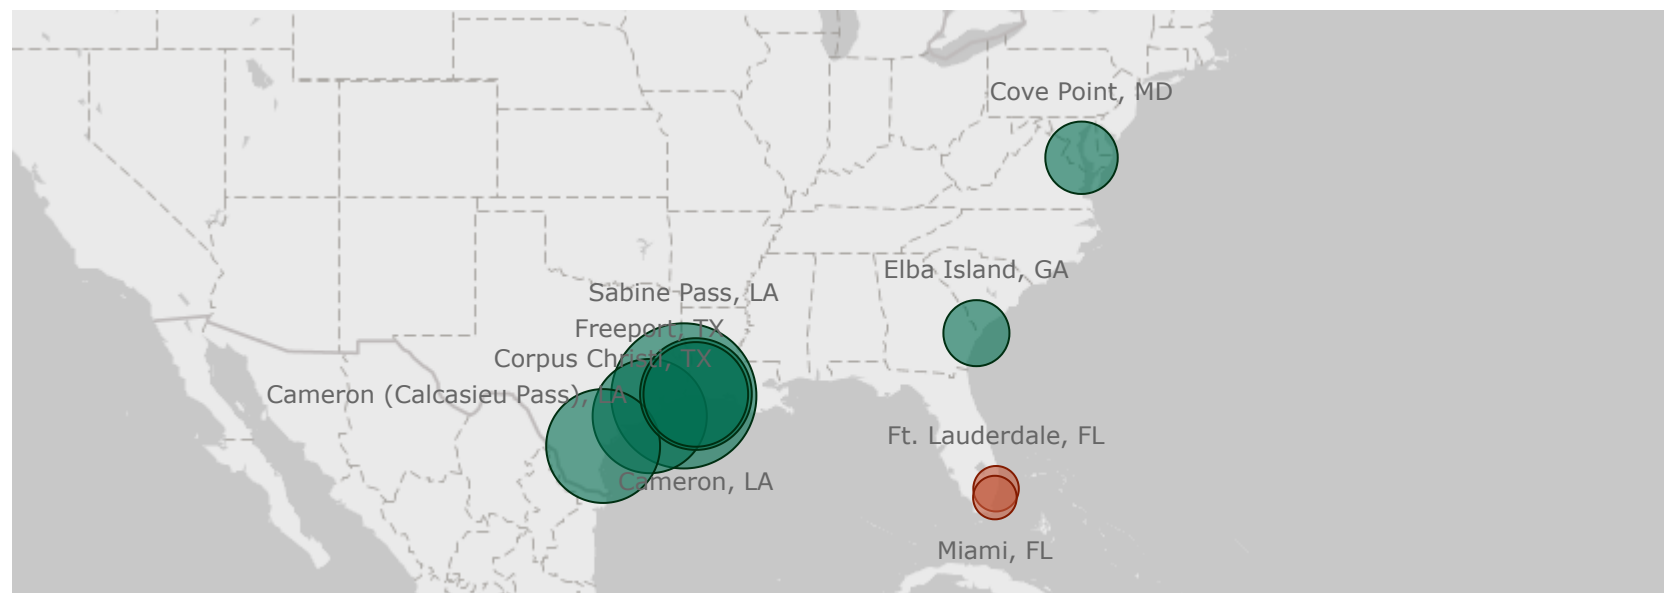 Cove Point, MD
Elba Island, GA
Sabine Pass, LA
Freeport, TX
Corpus Christi, TX
Cameron (Calcasieu Pass), LA
Ft. Lauderdale, FL
Cameron, LA
Miami, FL